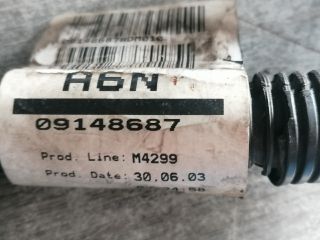 A6N
09148687
Prod. Line: M4299
Prod. Date: 30.06.03